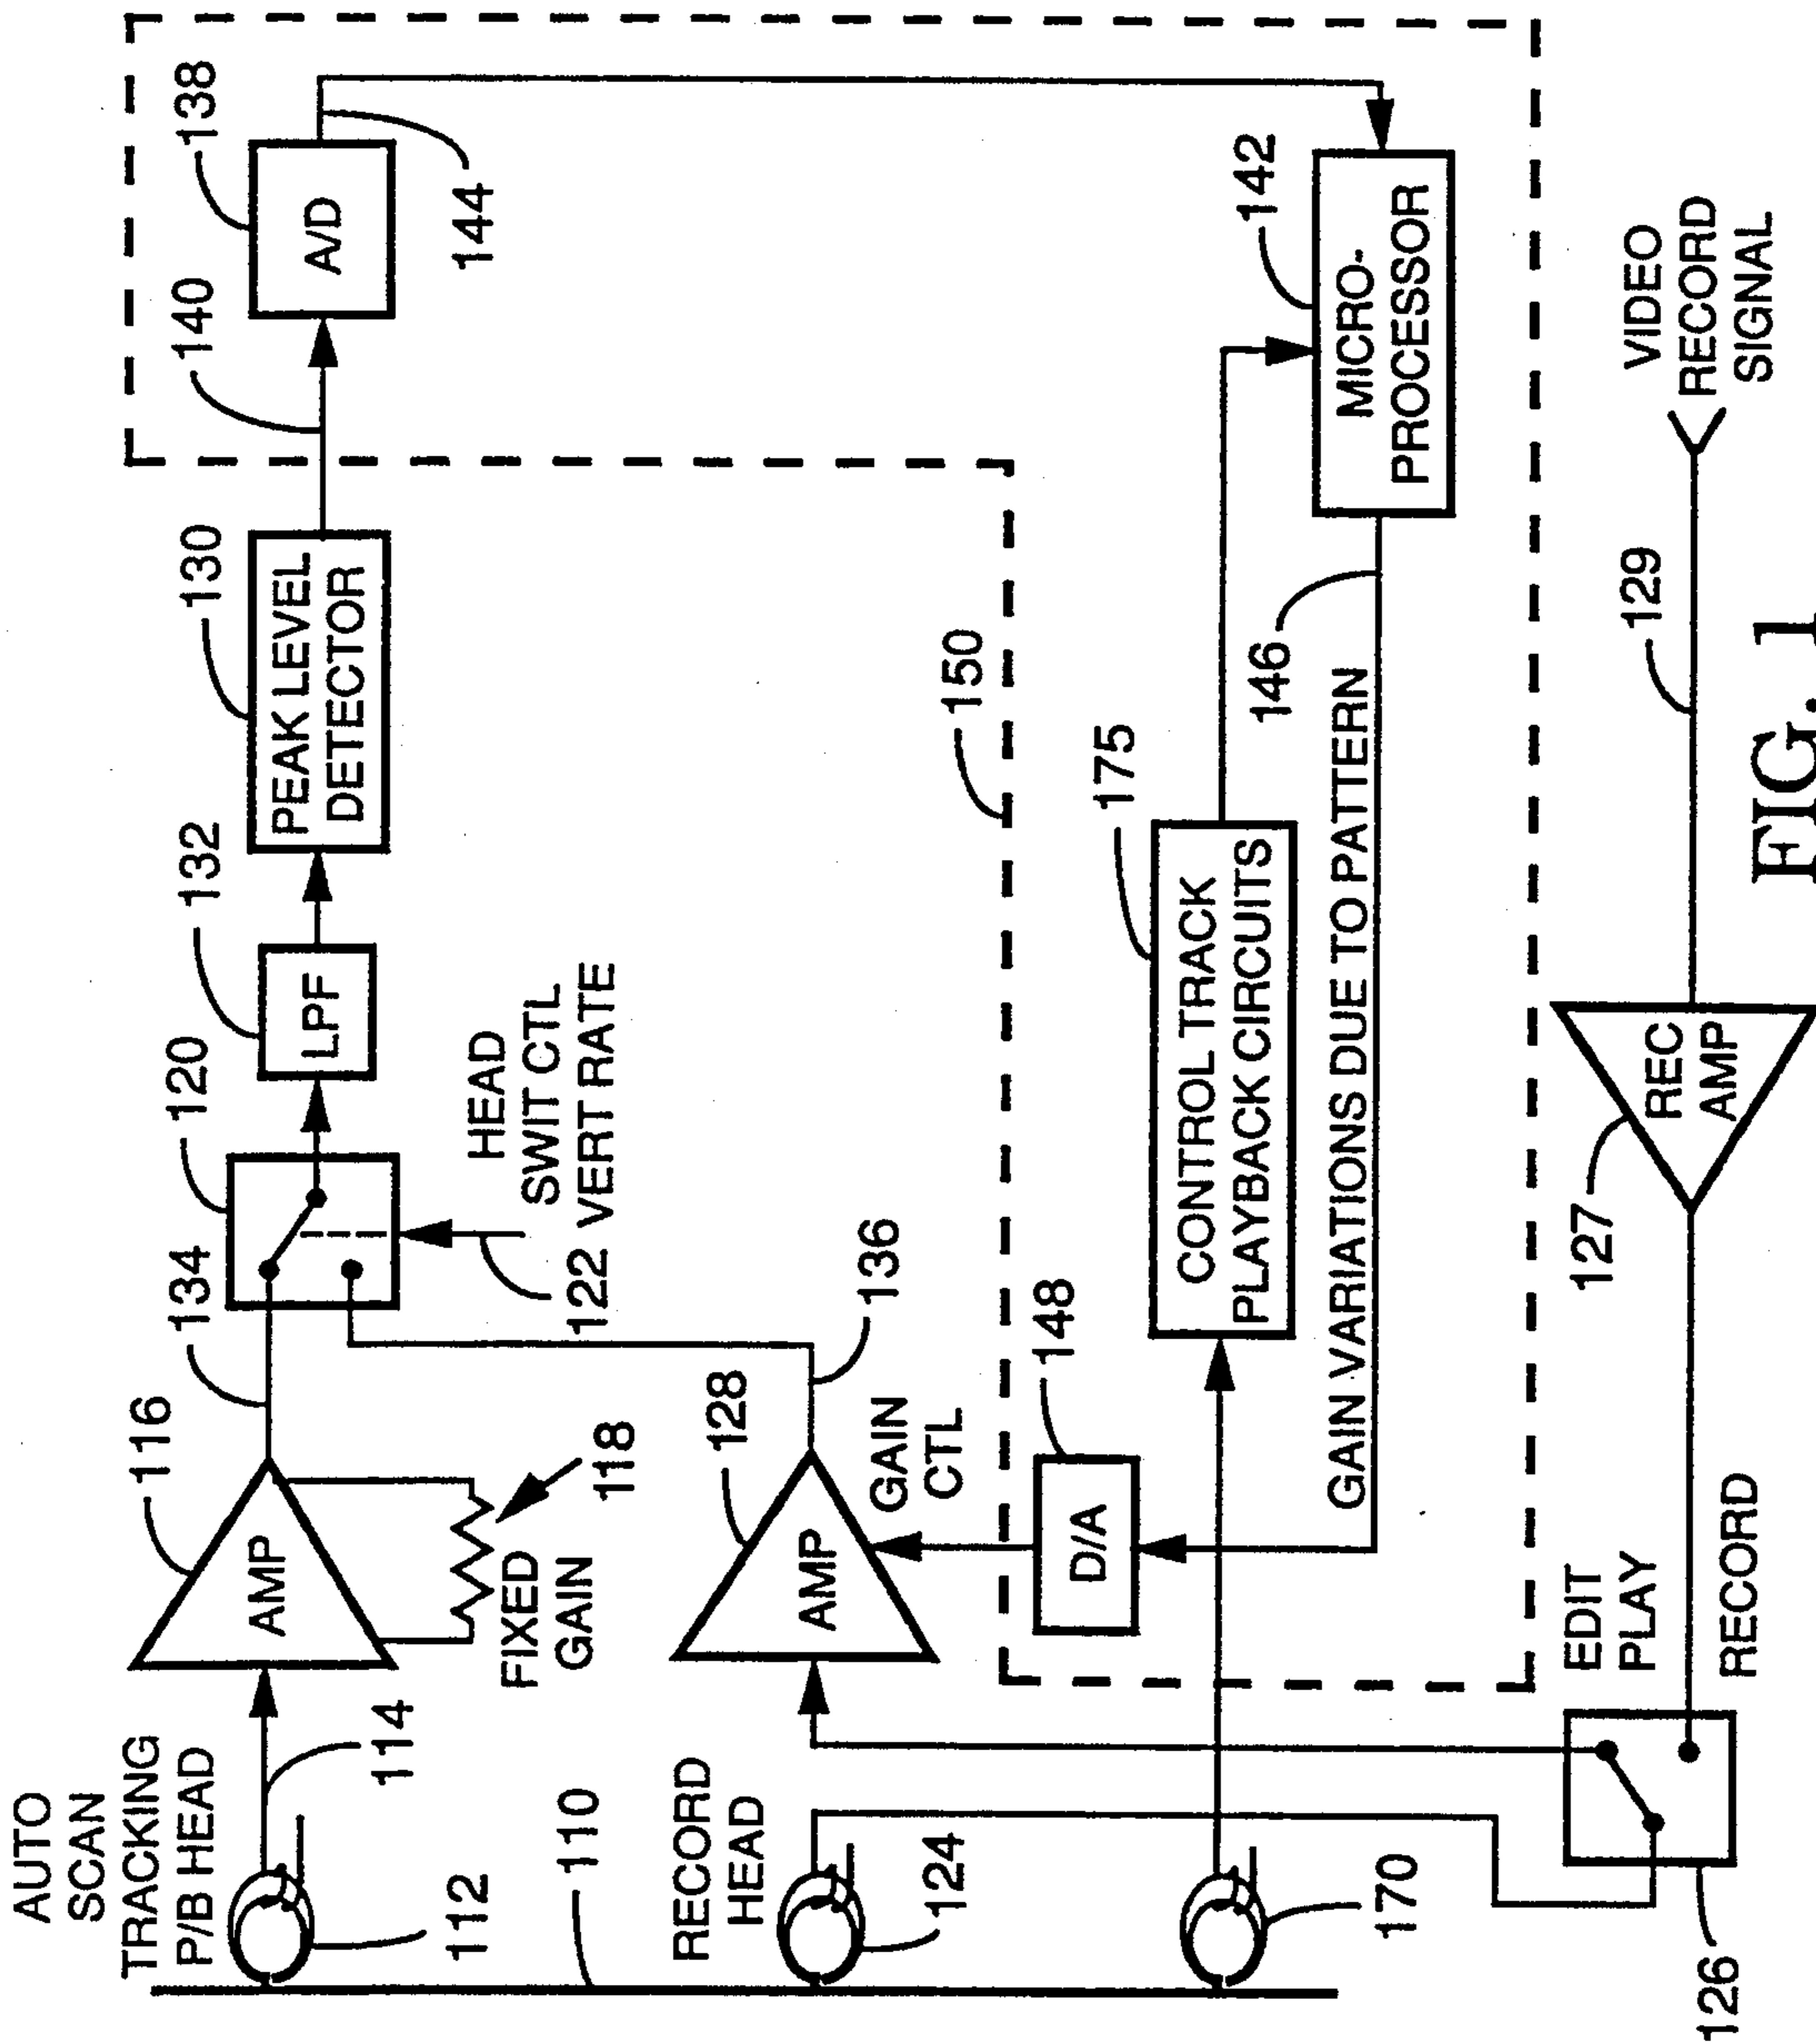 AUTO
SCAN
TRACKING
P/B HEAD
112
114
116
AMP
FIXED
GAIN
118
134
120
HEAD
SWIT CTL
VERT RATE
122
132
LPF
130
PEAK LEVEL
DETECTOR
140
138
A/D
144
110
RECORD
HEAD
124
128
AMP
136
GAIN
CTL
150
148
D/A
175
CONTROL TRACK
PLAYBACK CIRCUITS
146
GAIN VARIATIONS DUE TO PATTERN
142
MICRO-
PROCESSOR
170
126
EDIT
PLAY
RECORD
127
REC
AMP
129
VIDEO
RECORD
SIGNAL
FIG. 1